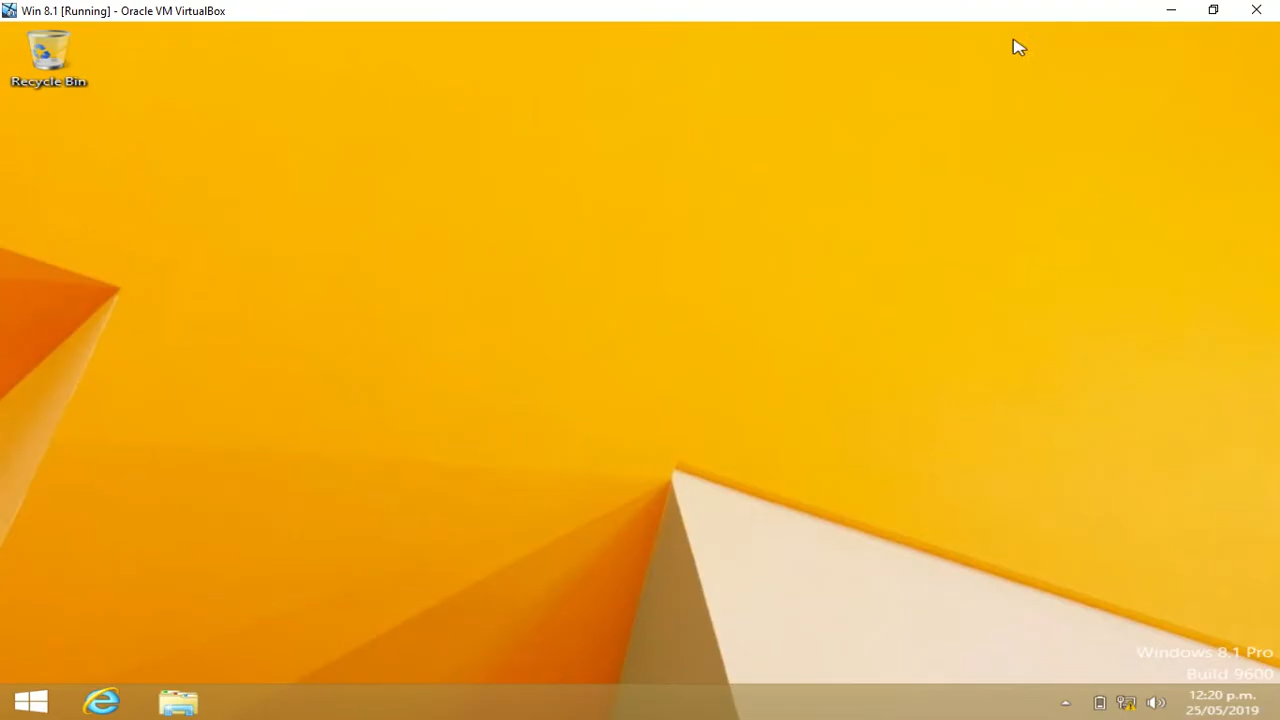 Win 8.1 [Running] - Oracle VM VirtualBox
Recycle Bin
Windows 8.1 Pro
Build 9600
12:20 p.m.
25/05/2019